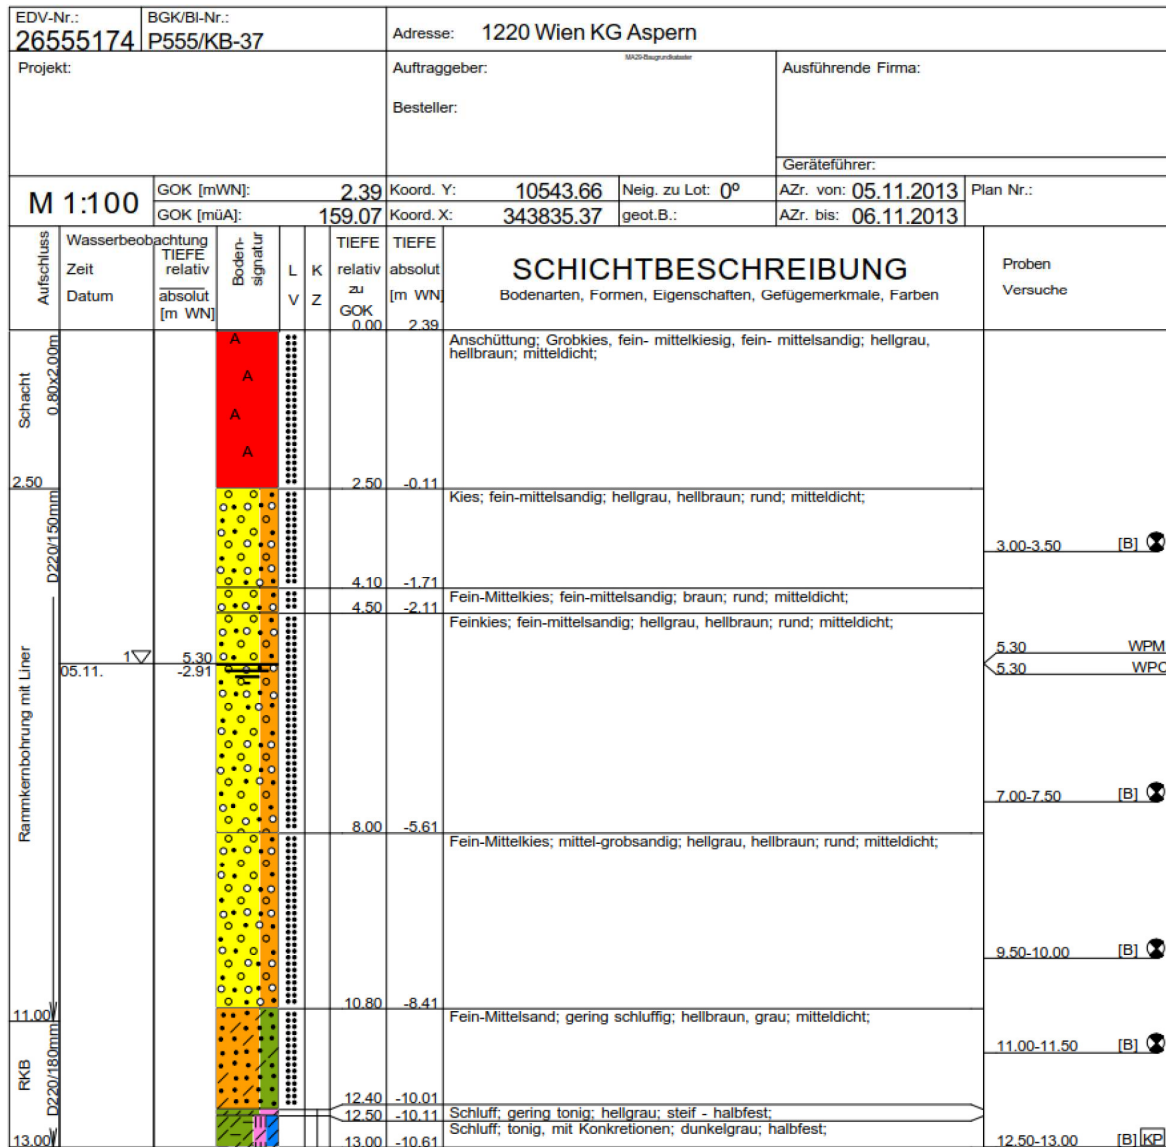 EDV-Nr.: BGK/Bl-Nr.:
26555174 P555/KB-37
Adresse: 1220 Wien KG Aspern
Projekt:
Auftraggeber:
MA29-Baugrundkataster
Ausführende Firma:
Besteller:
Geräteführer:
M 1:100
GOK [mWN]: 2.39 Koord. Y: 10543.66 Neig. zu Lot: 0º AZr. von: 05.11.2013 Plan Nr.:
GOK [müA]: 159.07 Koord. X: 343835.37 geot.B.: AZr. bis: 06.11.2013
Aufschluss
Wasserbeobachtung
Zeit
Datum
TIEFE
relativ
absolut
[m WN]
Boden-
signatur
L
V
K
Z
TIEFE
relativ
zu
GOK
0.00
TIEFE
absolut
[m WN]
2.39
SCHICHTBESCHREIBUNG
Bodenarten, Formen, Eigenschaften, Gefügemerkmale, Farben
Proben
Versuche
Schacht
0.80x2.00m
A
A
A
A
Anschüttung; Grobkies, fein- mittelkiesig, fein- mittelsandig; hellgrau,
hellbraun; mitteldicht;
2.50
2.50 -0.11
D220/150mm
Kies; fein-mittelsandig; hellgrau, hellbraun; rund; mitteldicht;
3.00-3.50 [B]
4.10 -1.71
Fein-Mittelkies; fein-mittelsandig; braun; rund; mitteldicht;
4.50 -2.11
Feinkies; fein-mittelsandig; hellgrau, hellbraun; rund; mitteldicht;
Rammkernbohrung mit Liner
1 5.30
05.11. -2.91
5.30 WPM
5.30 WPC
7.00-7.50 [B]
8.00 -5.61
Fein-Mittelkies; mittel-grobsandig; hellgrau, hellbraun; rund; mitteldicht;
9.50-10.00 [B]
10.80 -8.41
11.00
Fein-Mittelsand; gering schluffig; hellbraun, grau; mitteldicht;
11.00-11.50 [B]
RKB
D220/180mm
12.40 -10.01
12.50 -10.11
Schluff; gering tonig; hellgrau; steif - halbfest;
Schluff; tonig, mit Konkretionen; dunkelgrau; halbfest;
13.00
13.00 -10.61
12.50-13.00 [B] KP